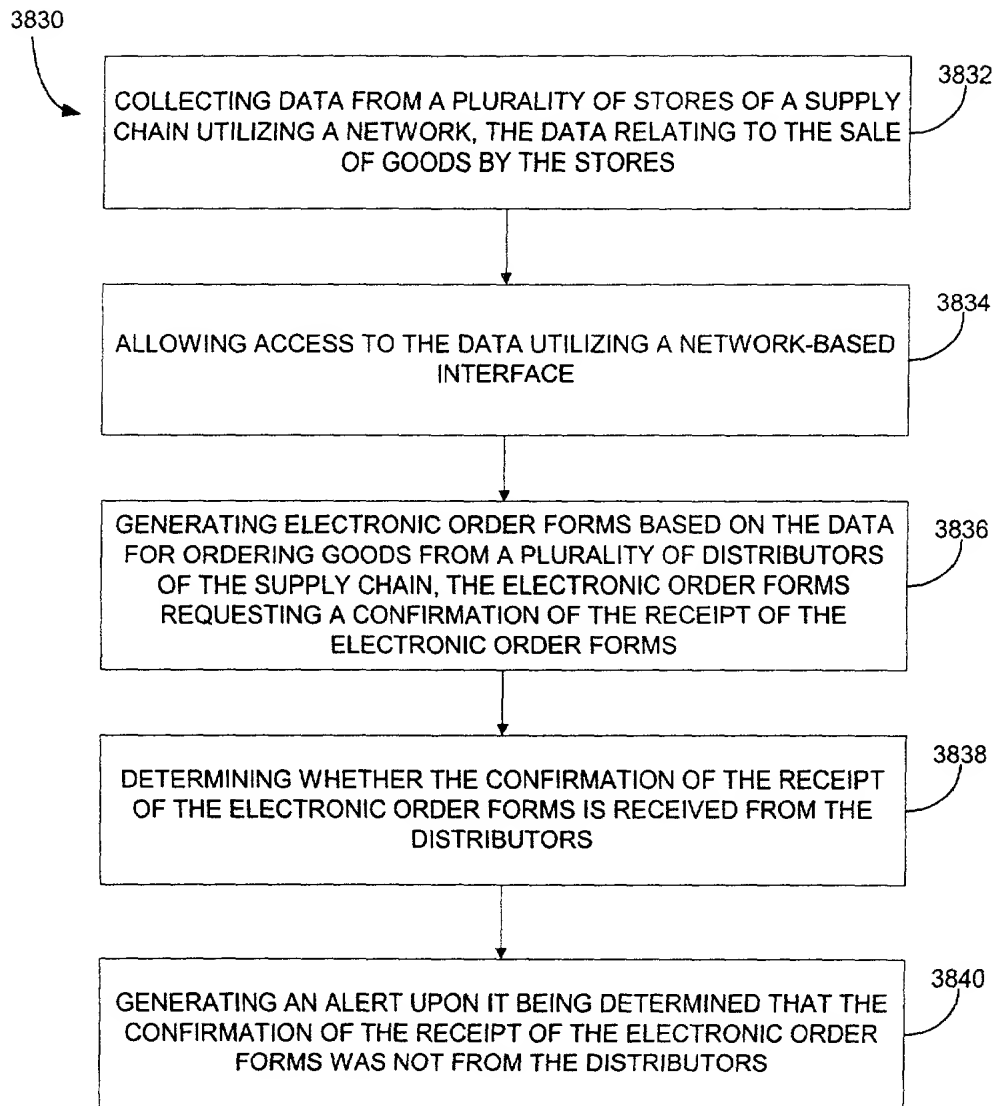 3830
3832
COLLECTING DATA FROM A PLURALITY OF STORES OF A SUPPLY
CHAIN UTILIZING A NETWORK, THE DATA RELATING TO THE SALE
OF GOODS BY THE STORES
3834
ALLOWING ACCESS TO THE DATA UTILIZING A NETWORK-BASED
INTERFACE
3836
GENERATING ELECTRONIC ORDER FORMS BASED ON THE DATA
FOR ORDERING GOODS FROM A PLURALITY OF DISTRIBUTORS
OF THE SUPPLY CHAIN, THE ELECTRONIC ORDER FORMS
REQUESTING A CONFIRMATION OF THE RECEIPT OF THE
ELECTRONIC ORDER FORMS
3838
DETERMINING WHETHER THE CONFIRMATION OF THE RECEIPT
OF THE ELECTRONIC ORDER FORMS IS RECEIVED FROM THE
DISTRIBUTORS
3840
GENERATING AN ALERT UPON IT BEING DETERMINED THAT THE
CONFIRMATION OF THE RECEIPT OF THE ELECTRONIC ORDER
FORMS WAS NOT FROM THE DISTRIBUTORS